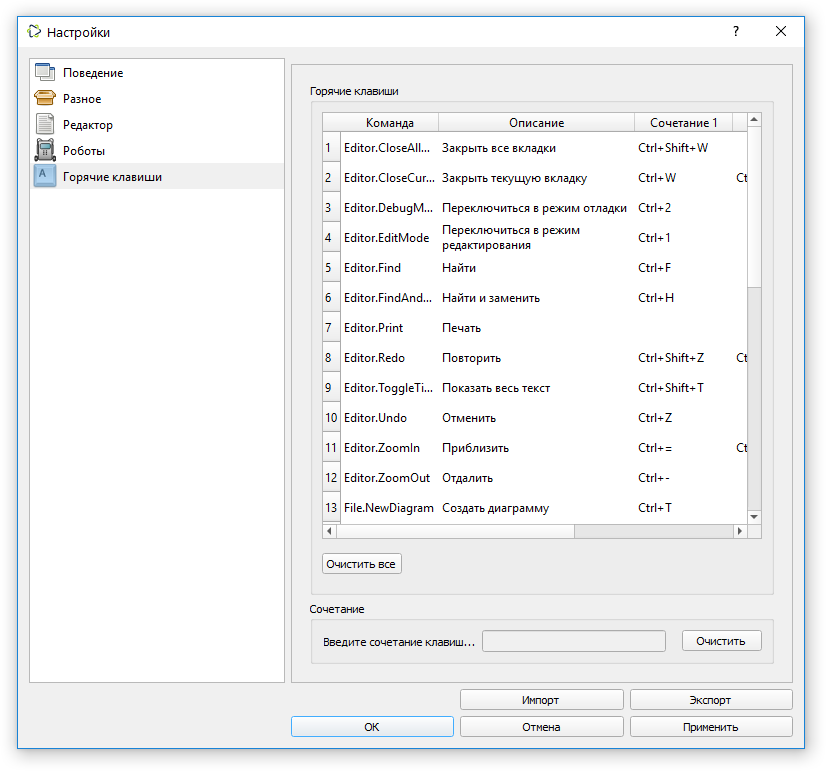 Настройки
?
Поведение
Разное
Редактор
Роботы
A
Горячие клавиши
Горячие клавиши
Команда Описание Сочетание 1
1 Editor.CloseAll... Закрыть все вкладки Ctrl+Shift+W
2 Editor.CloseCur... Закрыть текущую вкладку Ctrl+W Ct
3 Editor.DebugM... Переключиться в режим отладки Ctrl+2
4 Editor.EditMode Переключиться в режим редактирования Ctrl+1
5 Editor.Find Найти Ctrl+F
6 Editor.FindAnd... Найти и заменить Ctrl+H
7 Editor.Print Печать
8 Editor.Redo Повторить Ctrl+Shift+Z Ct
9 Editor.ToggleTi... Показать весь текст Ctrl+Shift+T
10 Editor.Undo Отменить Ctrl+Z
11 Editor.ZoomIn Приблизить Ctrl+= Ct
12 Editor.ZoomOut Отдалить Ctrl+-
13 File.NewDiagram Создать диаграмму Ctrl+T
Очистить все
Сочетание
Введите сочетание клавиш... Очистить
Импорт Экспорт
ОК Отмена Применить